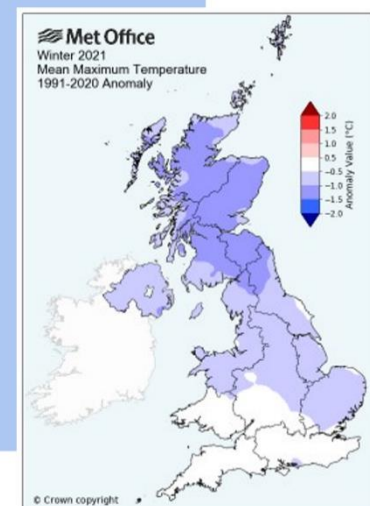 Met Office
Winter 2021
Mean Maximum Temperature
1991-2020 Anomaly
2.0
1.5
1.0
0.5
−0.5
−1.0
−1.5
−2.0
Anomaly Value (°C)
© Crown copyright